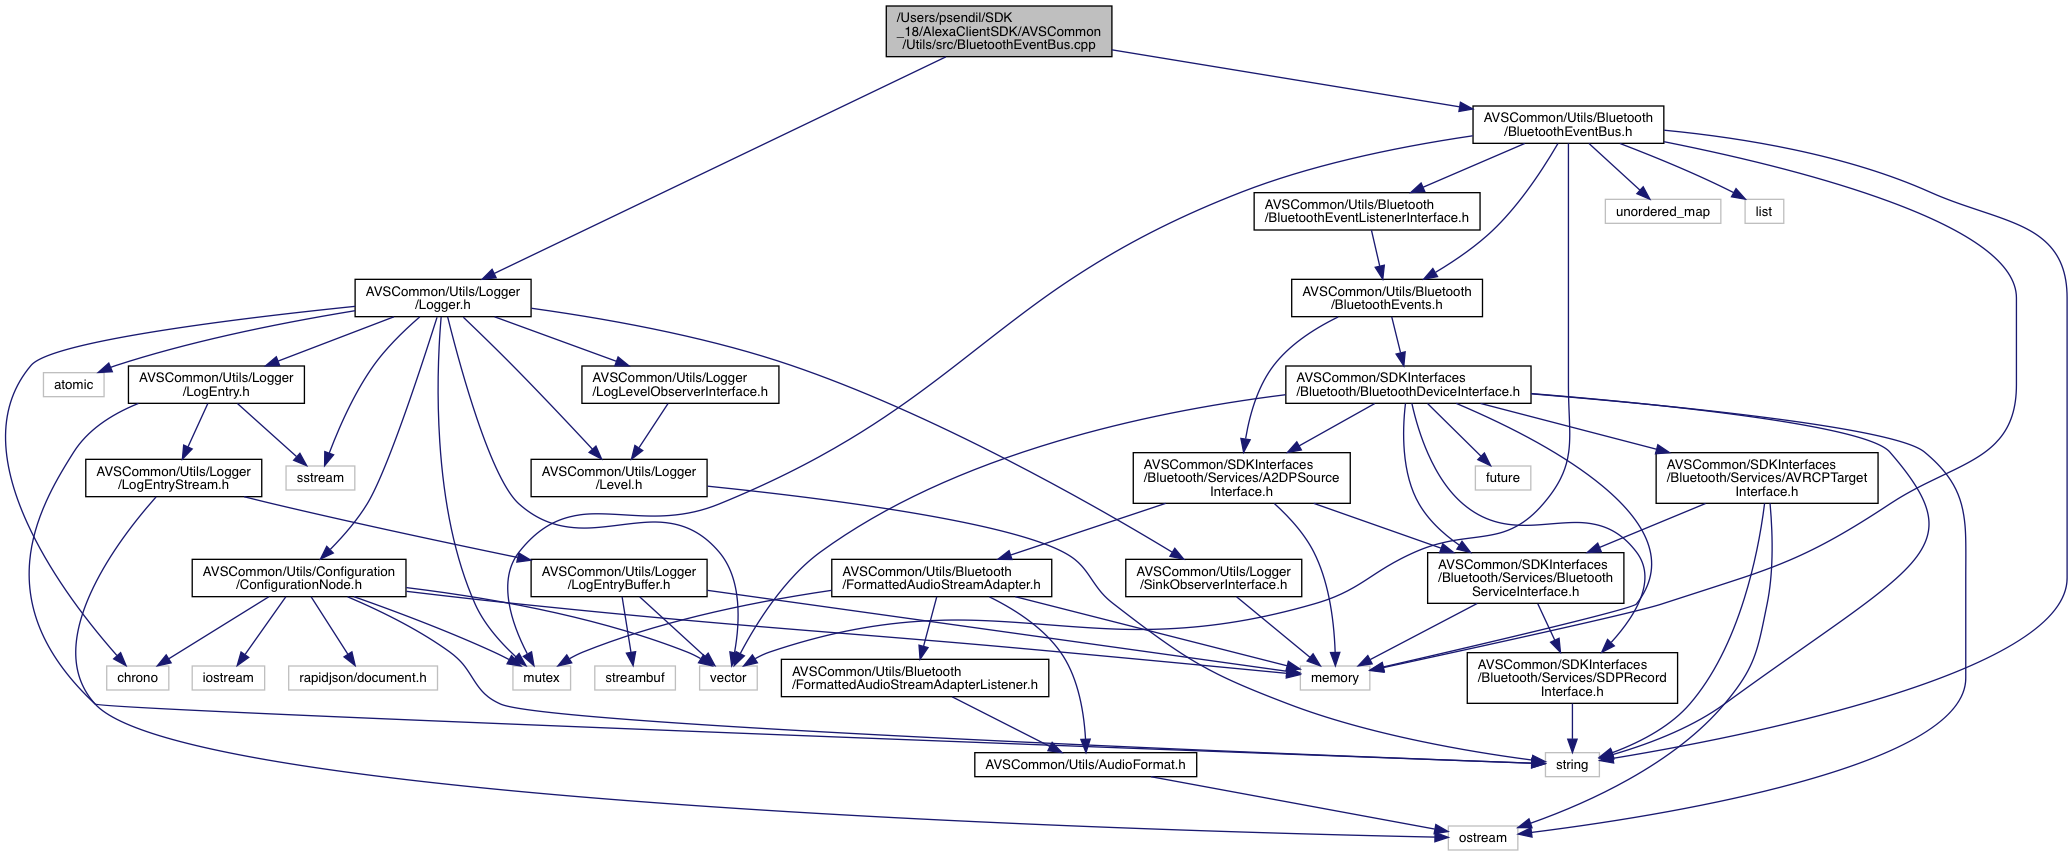 /Users/psendil/SDK
_18/AlexaClientSDK/AVSCommon
/Utils/src/BluetoothEventBus.cpp
AVSCommon/Utils/Bluetooth
/BluetoothEventBus.h
AVSCommon/Utils/Bluetooth
/BluetoothEventListenerInterface.h
unordered_map
list
AVSCommon/Utils/Logger
/Logger.h
AVSCommon/Utils/Bluetooth
/BluetoothEvents.h
atomic
AVSCommon/Utils/Logger
/LogEntry.h
AVSCommon/Utils/Logger
/LogLevelObserverInterface.h
AVSCommon/SDKInterfaces
/Bluetooth/BluetoothDeviceInterface.h
AVSCommon/Utils/Logger
/LogEntryStream.h
sstream
AVSCommon/Utils/Logger
/Level.h
AVSCommon/SDKInterfaces
/Bluetooth/Services/A2DPSource
Interface.h
future
AVSCommon/SDKInterfaces
/Bluetooth/Services/AVRCPTarget
Interface.h
AVSCommon/Utils/Configuration
/ConfigurationNode.h
AVSCommon/Utils/Logger
/LogEntryBuffer.h
AVSCommon/Utils/Bluetooth
/FormattedAudioStreamAdapter.h
AVSCommon/Utils/Logger
/SinkObserverInterface.h
AVSCommon/SDKInterfaces
/Bluetooth/Services/Bluetooth
ServiceInterface.h
chrono
iostream
rapidjson/document.h
mutex
streambuf
vector
AVSCommon/Utils/Bluetooth
/FormattedAudioStreamAdapterListener.h
memory
AVSCommon/SDKInterfaces
/Bluetooth/Services/SDPRecord
Interface.h
AVSCommon/Utils/AudioFormat.h
string
ostream